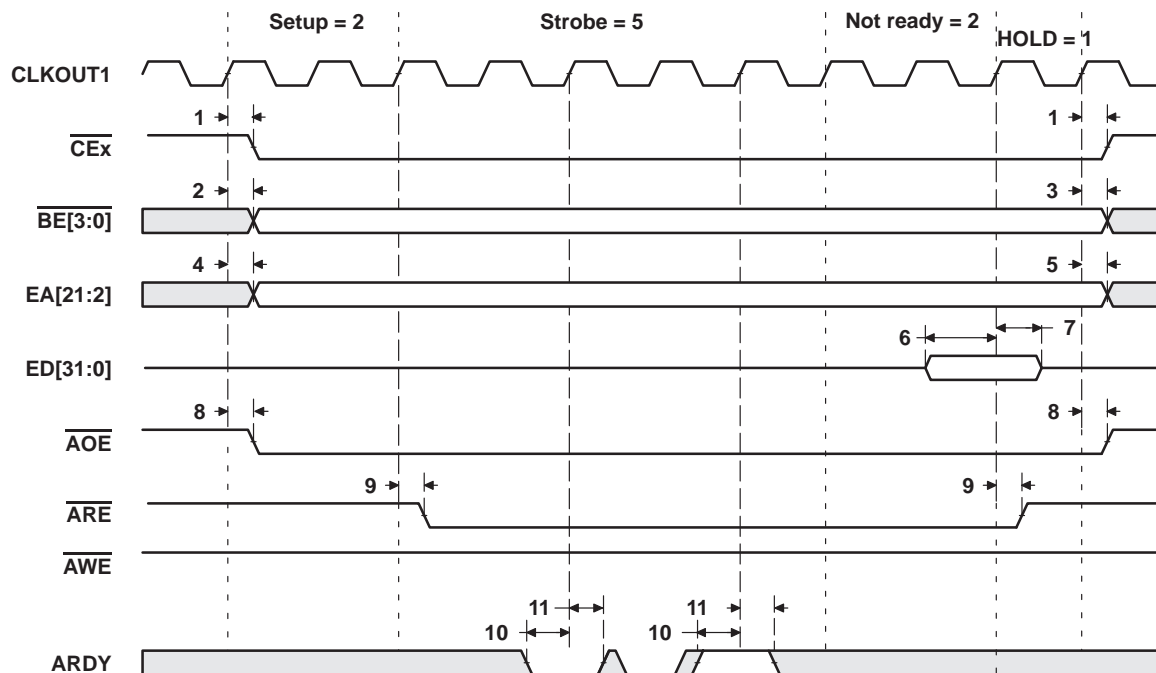 Setup = 2 Strobe = 5 Not ready = 2 HOLD = 1
CLKOUT1
1 1
CEx
2 3
BE[3:0]
4 5
EA[21:2]
6 7
ED[31:0]
8 8
AOE
9 9
ARE
AWE
11 11
10 10
ARDY